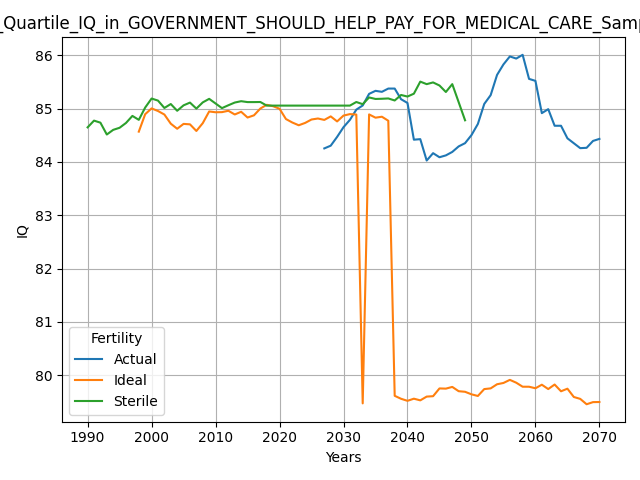 _Quartile_IQ_in_GOVERNMENT_SHOULD_HELP_PAY_FOR_MEDICAL_CARE_Samp
86
85
84
83
82
81
80
IQ
Fertility
Actual
Ideal
Sterile
1990 2000 2010 2020 2030 2040 2050 2060 2070
Years